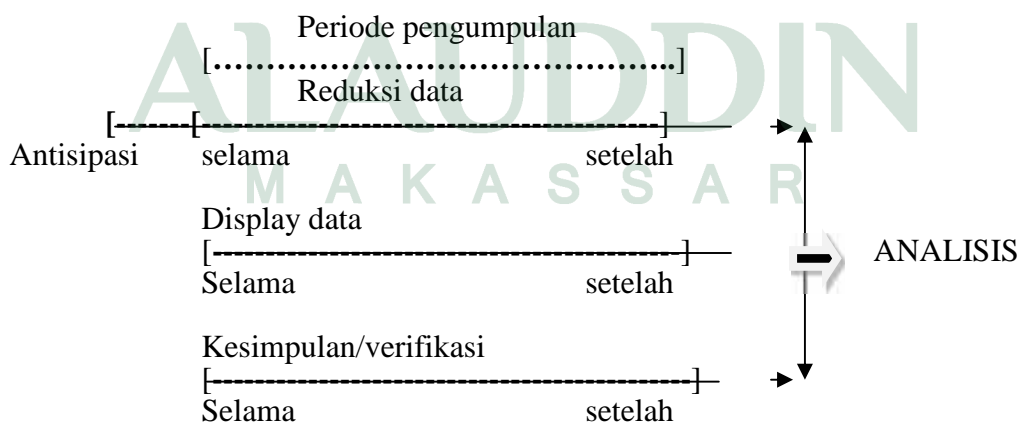 Periode pengumpulan
[……………………………………..]
Reduksi data
Antisipasi selama setelah
Display data
ANALISIS
Selama setelah
Kesimpulan/verifikasi
Selama setelah
ALAUDDIN
MAKASSAR